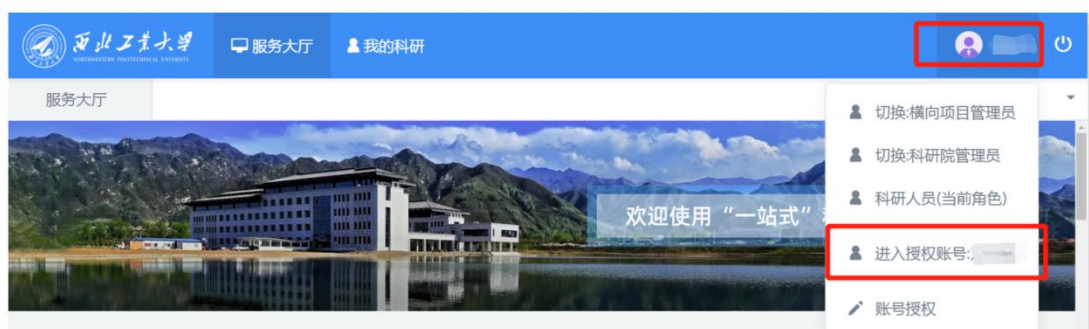 西北工业大学
NORTHWESTERN POLYTECHNICAL UNIVERSITY
服务大厅
我的科研
服务大厅
切换:横向项目管理员
切换:科研院管理员
科研人员(当前角色)
进入授权账号:
账号授权
欢迎使用“一站式”